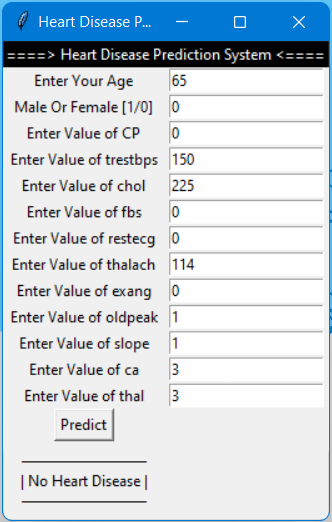 Heart Disease P...
====> Heart Disease Prediction System <====
Enter Your Age 65
Male Or Female [1/0] 0
Enter Value of CP 0
Enter Value of trestbps 150
Enter Value of chol 225
Enter Value of fbs 0
Enter Value of restecg 0
Enter Value of thalach 114
Enter Value of exang 0
Enter Value of oldpeak 1
Enter Value of slope 1
Enter Value of ca 3
Enter Value of thal 3
Predict
| No Heart Disease |